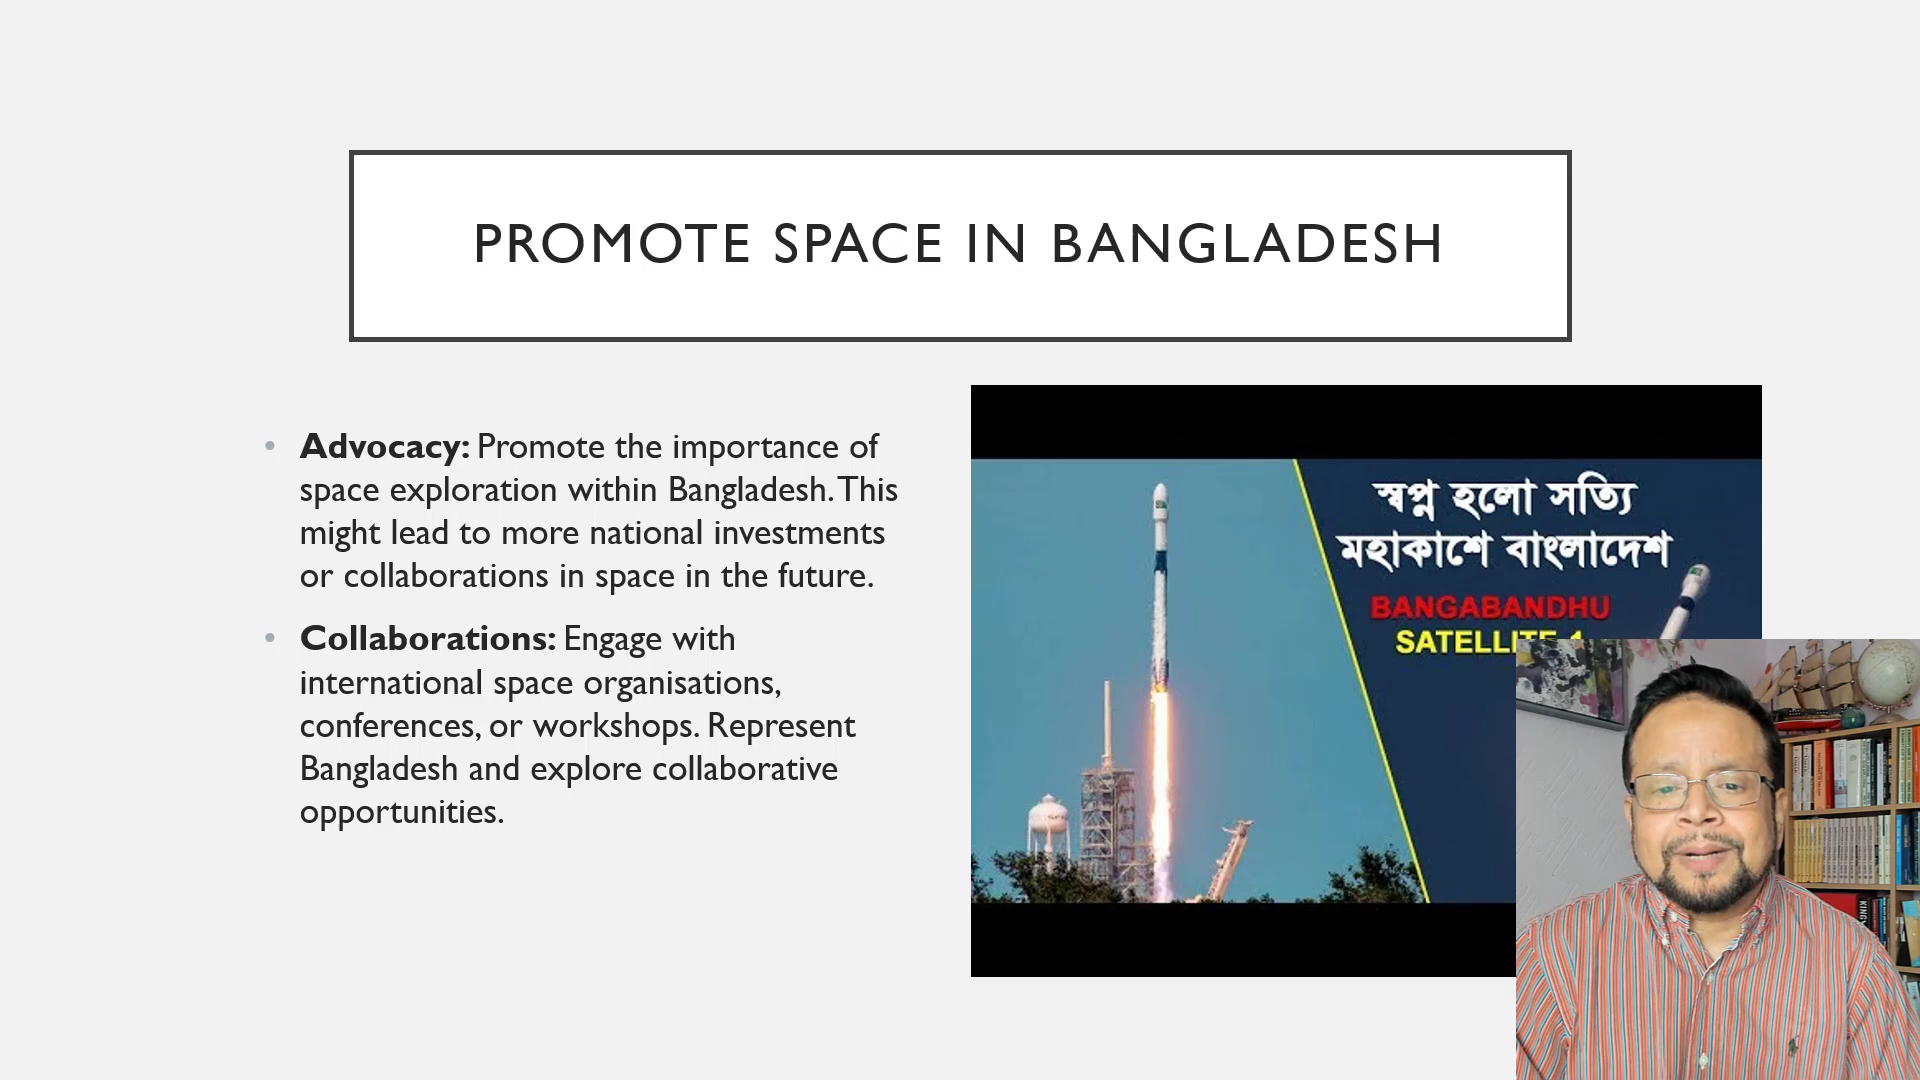 PROMOTE SPACE IN BANGLADESH
• Advocacy: Promote the importance of
space exploration within Bangladesh. This
might lead to more national investments
or collaborations in space in the future.
• Collaborations: Engage with
international space organisations,
conferences, or workshops. Represent
Bangladesh and explore collaborative
opportunities.
স্বপ্ন হলো সত্যি
মহাকাশে বাংলাদেশ
BANGABANDHU
SATELLITE-1